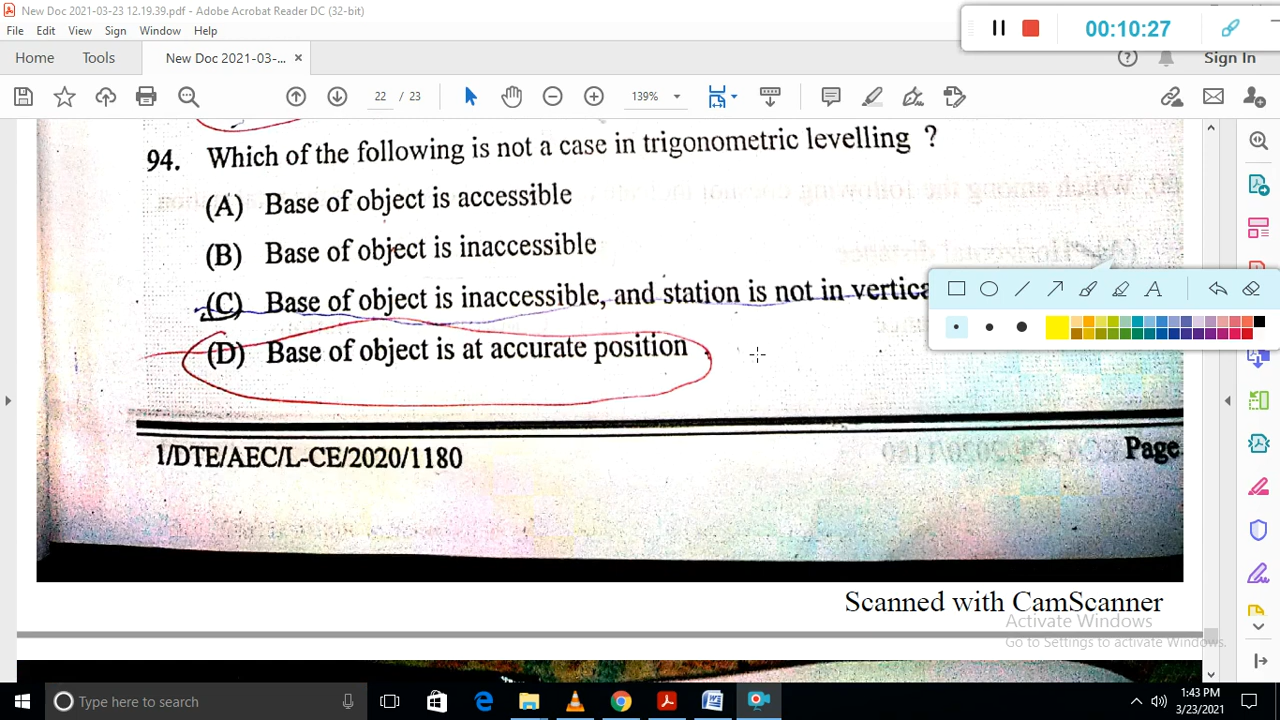 New Doc 2021-03-23 12.19.39.pdf - Adobe Acrobat Reader DC (32-bit)
00:10:27
File Edit View Sign Window Help
Home Tools New Doc 2021-03-... × Sign In
22 / 23 139%
94. Which of the following is not a case in trigonometric levelling ?
(A) Base of object is accessible
(B) Base of object is inaccessible
(C) Base of object is inaccessible, and station is not in vertica
(D) Base of object is at accurate position
1/DTE/AEC/L-CE/2020/1180 Page
Scanned with CamScanner
Activate Windows
Go to Settings to activate Windows.
Type here to search
1:43 PM
3/23/2021